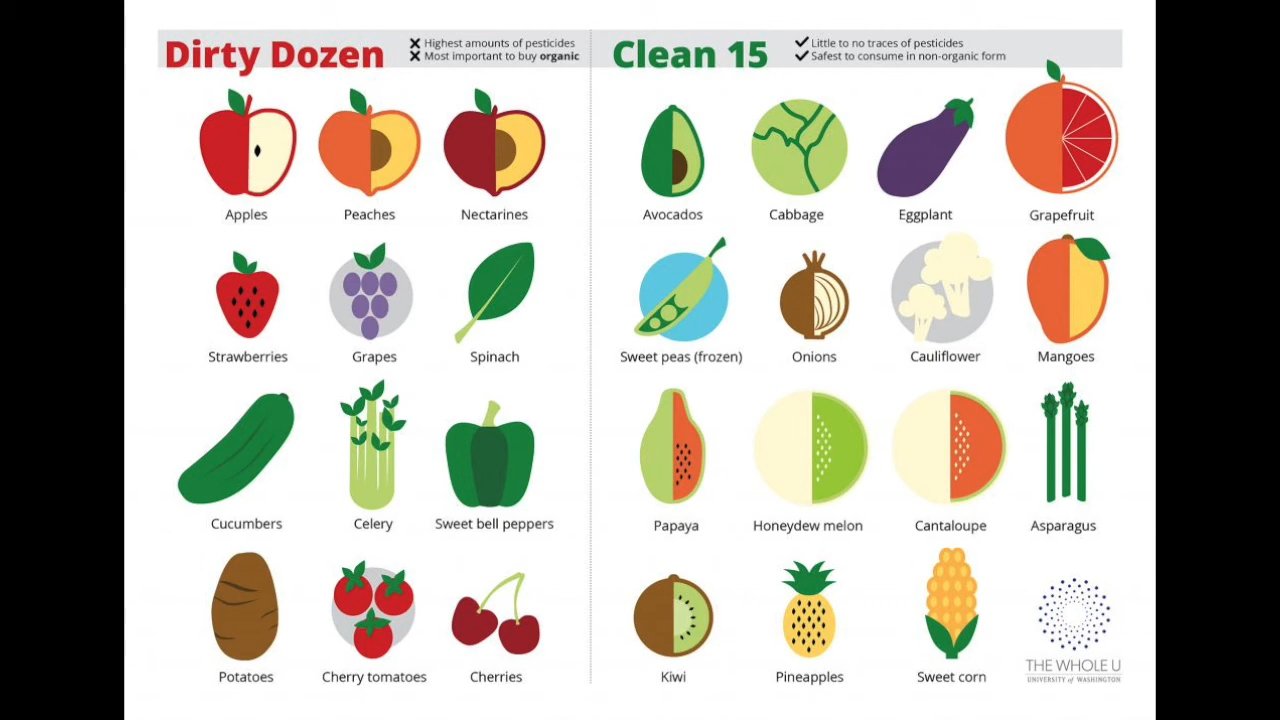 Dirty Dozen
Highest amounts of pesticides
Most important to buy organic
Clean 15
Little to no traces of pesticides
Safest to consume in non-organic form
Apples
Peaches
Nectarines
Avocados
Cabbage
Eggplant
Grapefruit
Strawberries
Grapes
Spinach
Sweet peas (frozen)
Onions
Cauliflower
Mangoes
Cucumbers
Celery
Sweet bell peppers
Papaya
Honeydew melon
Cantaloupe
Asparagus
Potatoes
Cherry tomatoes
Cherries
Kiwi
Pineapples
Sweet corn
THE WHOLE U
UNIVERSITY of WASHINGTON